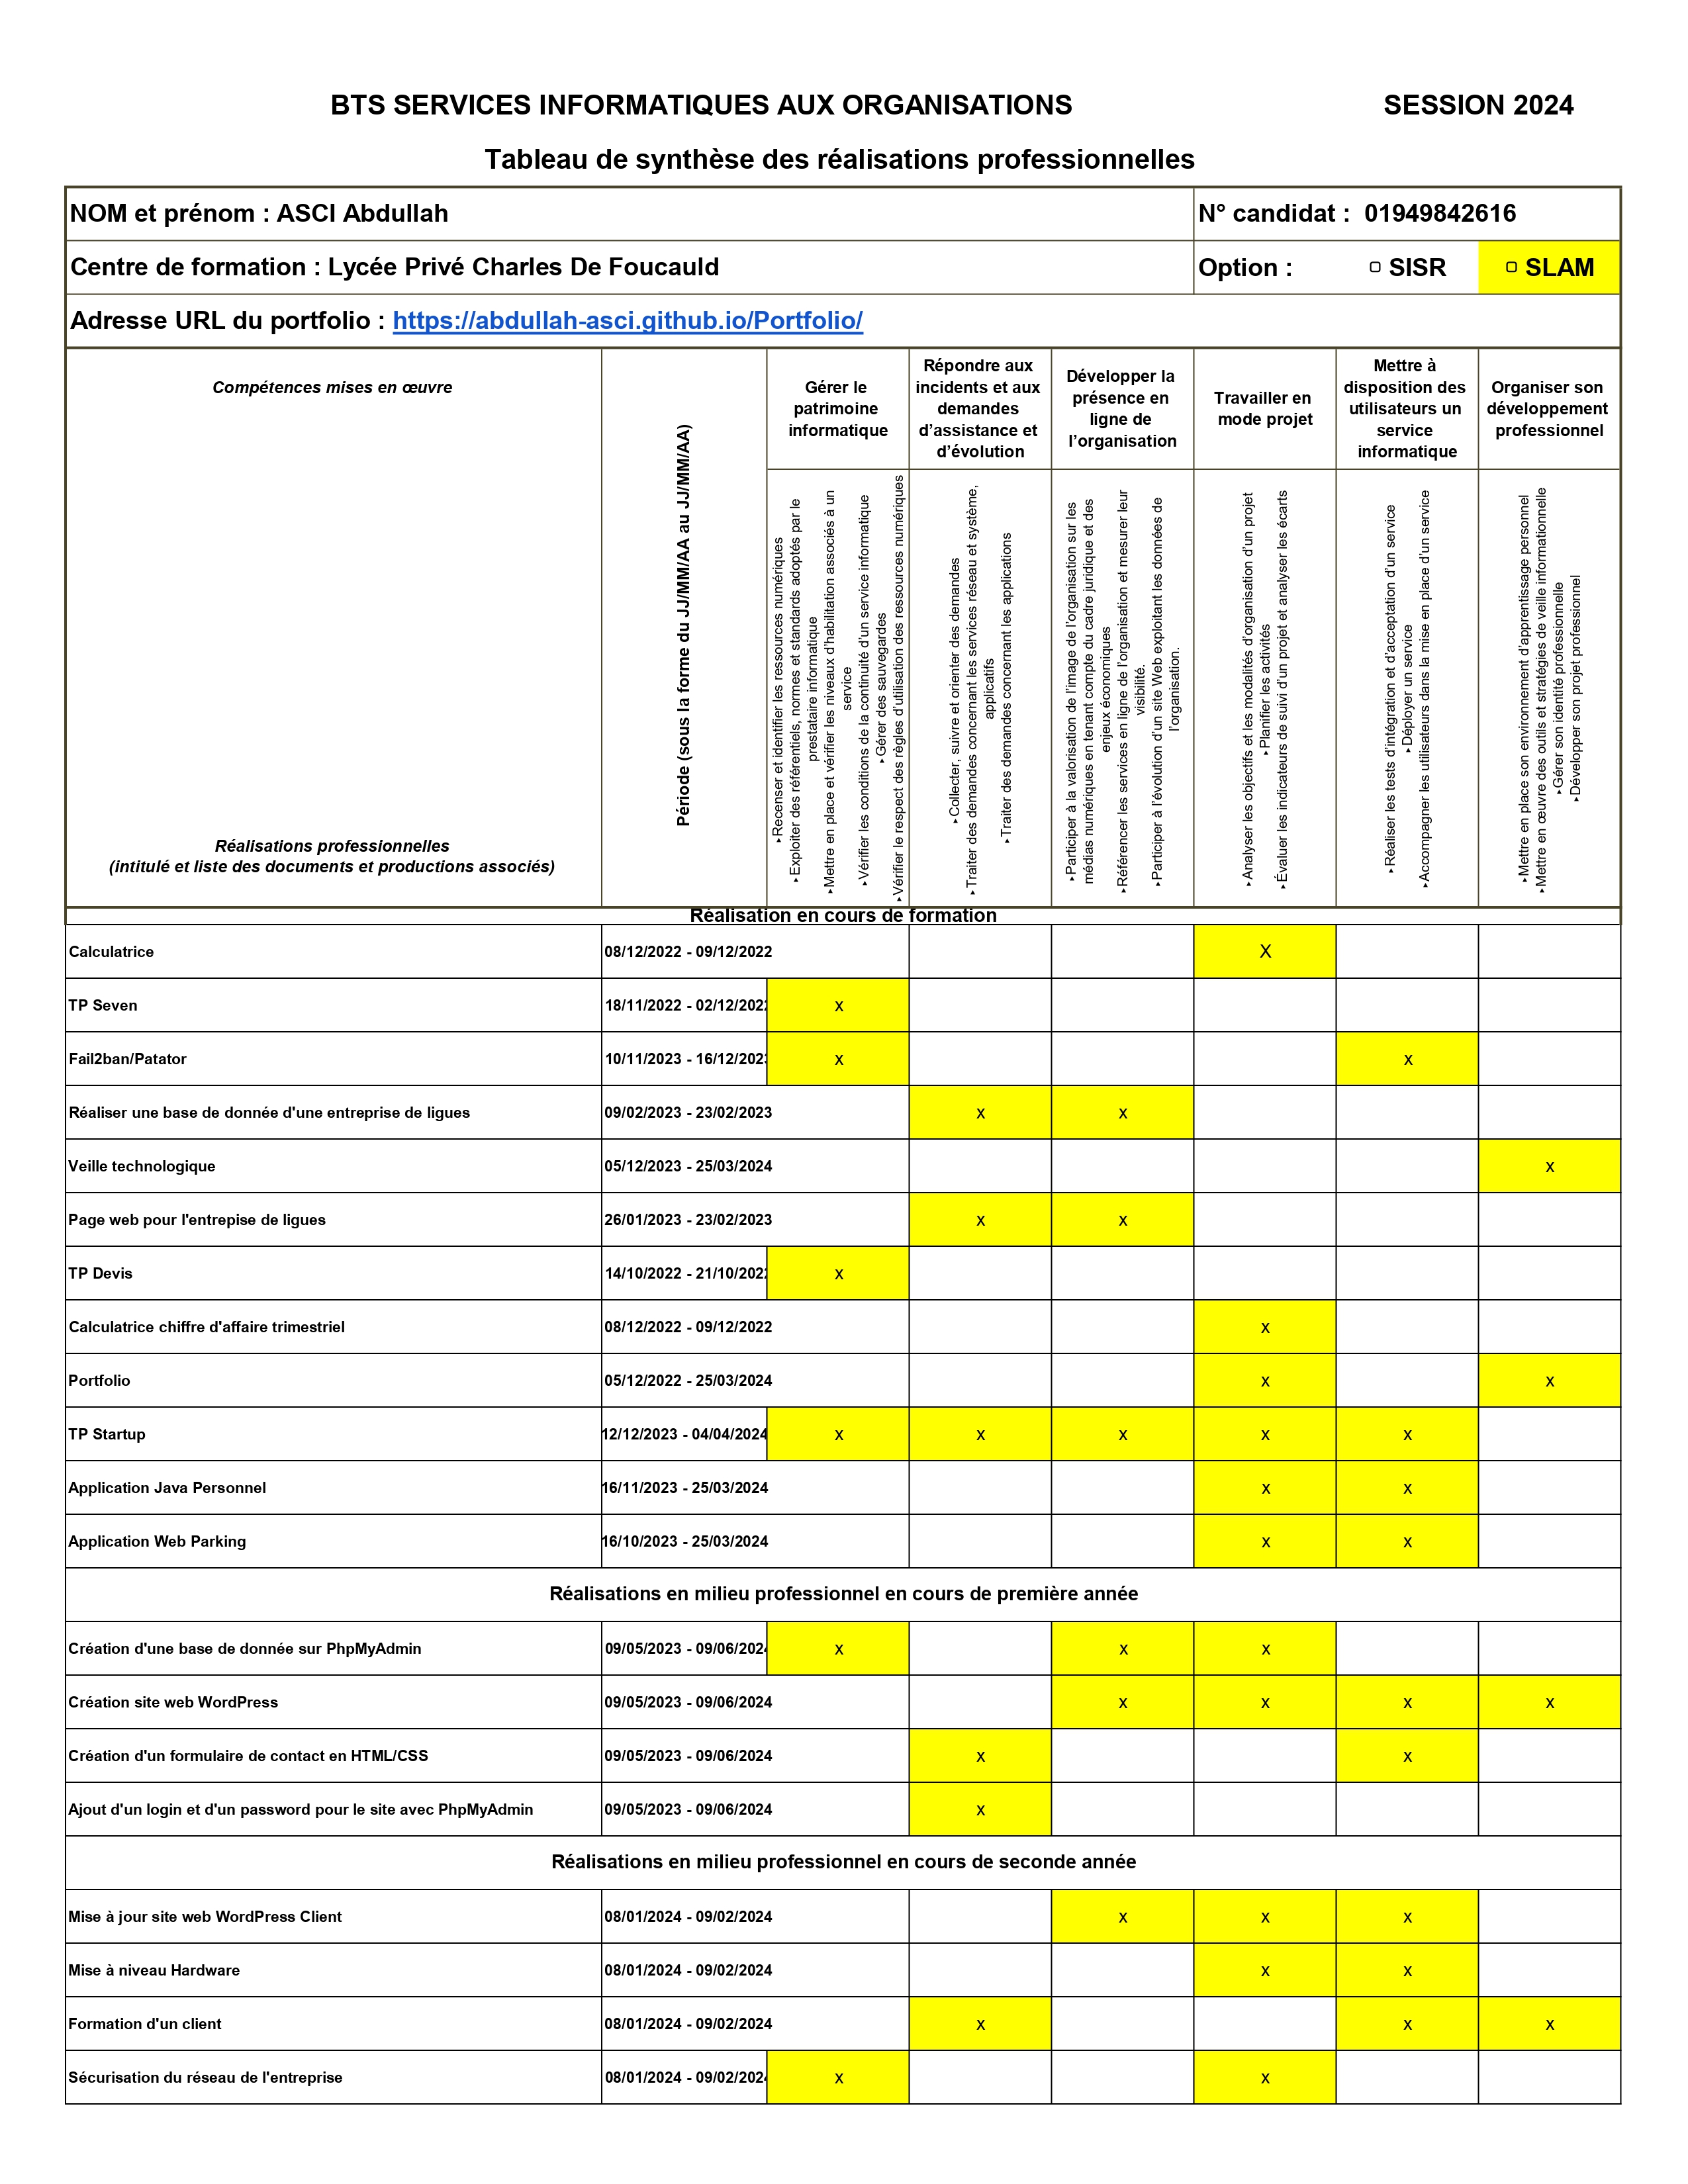 BTS SERVICES INFORMATIQUES AUX ORGANISATIONS SESSION 2024
Tableau de synthèse des réalisations professionnelles
NOM et prénom : ASCI Abdullah N° candidat : 01949842616
Centre de formation : Lycée Privé Charles De Foucauld Option : ▢ SISR ▢ SLAM
Adresse URL du portfolio : https://abdullah-asci.github.io/Portfolio/
Compétences mises en œuvre
Réalisations professionnelles
(intitulé et liste des documents et productions associés)
Période (sous la forme du JJ/MM/AA au JJ/MM/AA)
Gérer le
patrimoine
informatique
Répondre aux
incidents et aux
demandes
d’assistance et
d’évolution
Développer la
présence en
ligne de
l’organisation
Travailler en
mode projet
Mettre à
disposition des
utilisateurs un
service
informatique
Organiser son
développement
professionnel
‣Recenser et identifier les ressources numériques
‣Exploiter des référentiels, normes et standards adoptés par le
prestataire informatique
‣Mettre en place et vérifier les niveaux d’habilitation associés à un
service
‣Vérifier les conditions de la continuité d’un service informatique
‣Gérer des sauvegardes
‣Vérifier le respect des règles d’utilisation des ressources numériques
‣Collecter, suivre et orienter des demandes
‣Traiter des demandes concernant les services réseau et système,
applicatifs
‣Traiter des demandes concernant les applications
‣Participer à la valorisation de l’image de l’organisation sur les
médias numériques en tenant compte du cadre juridique et des
enjeux économiques
‣Référencer les services en ligne de l’organisation et mesurer leur
visibilité.
‣Participer à l’évolution d’un site Web exploitant les données de
l’organisation.
‣Analyser les objectifs et les modalités d’organisation d’un projet
‣Planifier les activités
‣Évaluer les indicateurs de suivi d’un projet et analyser les écarts
‣Réaliser les tests d’intégration et d’acceptation d’un service
‣Déployer un service
‣Accompagner les utilisateurs dans la mise en place d’un service
‣Mettre en place son environnement d’apprentissage personnel
‣Mettre en œuvre des outils et stratégies de veille informationnelle
‣Gérer son identité professionnelle
‣Développer son projet professionnel
Réalisation en cours de formation
Calculatrice 08/12/2022 - 09/12/2022 X
TP Seven 18/11/2022 - 02/12/2022 x
Fail2ban/Patator 10/11/2023 - 16/12/2023 x x
Réaliser une base de donnée d'une entreprise de ligues 09/02/2023 - 23/02/2023 x x
Veille technologique 05/12/2023 - 25/03/2024 x
Page web pour l'entrepise de ligues 26/01/2023 - 23/02/2023 x x
TP Devis 14/10/2022 - 21/10/2022 x
Calculatrice chiffre d'affaire trimestriel 08/12/2022 - 09/12/2022 x
Portfolio 05/12/2022 - 25/03/2024 x x
TP Startup 12/12/2023 - 04/04/2024 x x x x x
Application Java Personnel 16/11/2023 - 25/03/2024 x x
Application Web Parking 16/10/2023 - 25/03/2024 x x
Réalisations en milieu professionnel en cours de première année
Création d'une base de donnée sur PhpMyAdmin 09/05/2023 - 09/06/2024 x x x
Création site web WordPress 09/05/2023 - 09/06/2024 x x x x
Création d'un formulaire de contact en HTML/CSS 09/05/2023 - 09/06/2024 x x
Ajout d'un login et d'un password pour le site avec PhpMyAdmin 09/05/2023 - 09/06/2024 x
Réalisations en milieu professionnel en cours de seconde année
Mise à jour site web WordPress Client 08/01/2024 - 09/02/2024 x x x
Mise à niveau Hardware 08/01/2024 - 09/02/2024 x x
Formation d'un client 08/01/2024 - 09/02/2024 x x x
Sécurisation du réseau de l'entreprise 08/01/2024 - 09/02/2024 x x